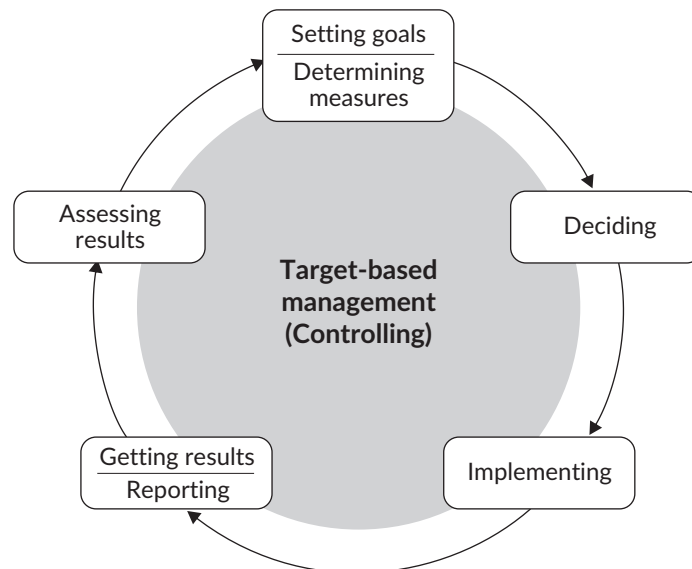 Setting goals
Determining
measures
Deciding
Implementing
Getting results
Reporting
Assessing
results
Target-based
management
(Controlling)